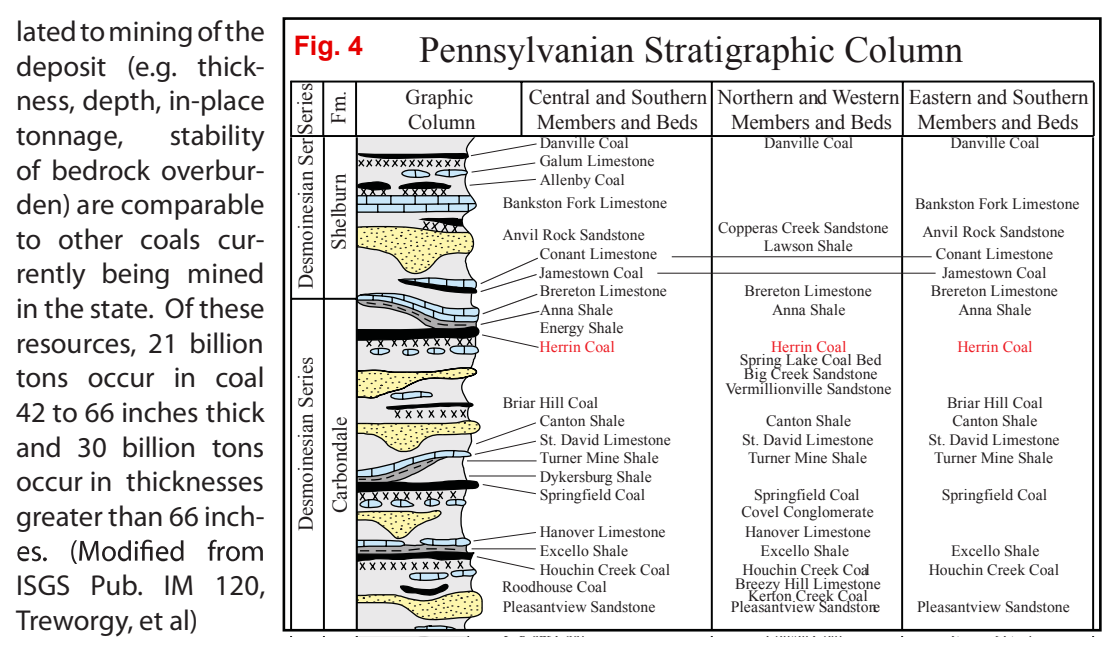 lated to mining of the
deposit (e.g. thick-
ness, depth, in-place
tonnage, stability
of bedrock overbur-
den) are comparable
to other coals cur-
rently being mined
in the state. Of these
resources, 21 billion
tons occur in coal
42 to 66 inches thick
and 30 billion tons
occur in thicknesses
greater than 66 inch-
es. (Modified from
ISGS Pub. IM 120,
Treworgy, et al)
Fig. 4
Pennsylvanian Stratigraphic Column
Series
Fm.
Graphic
Column
Central and Southern
Members and Beds
Northern and Western
Members and Beds
Eastern and Southern
Members and Beds
Desmoinesian Series
Shelburn
Desmoinesian Series
Carbondale
Danville Coal
Galum Limestone
Allenby Coal
Bankston Fork Limestone
Anvil Rock Sandstone
Conant Limestone
Jamestown Coal
Brereton Limestone
Anna Shale
Energy Shale
Herrin Coal
Briar Hill Coal
Canton Shale
St. David Limestone
Turner Mine Shale
Dykersburg Shale
Springfield Coal
Hanover Limestone
Excello Shale
Houchin Creek Coal
Roodhouse Coal
Pleasantview Sandstone
Danville Coal
Copperas Creek Sandstone
Lawson Shale
Brereton Limestone
Anna Shale
Herrin Coal
Spring Lake Coal Bed
Big Creek Sandstone
Vermillionville Sandstone
Canton Shale
St. David Limestone
Turner Mine Shale
Springfield Coal
Covel Conglomerate
Hanover Limestone
Excello Shale
Houchin Creek Coal
Breezy Hill Limestone
Kerton Creek Coal
Pleasantview Sandstone
Danville Coal
Bankston Fork Limestone
Anvil Rock Sandstone
Conant Limestone
Jamestown Coal
Brereton Limestone
Anna Shale
Herrin Coal
Briar Hill Coal
Canton Shale
St. David Limestone
Turner Mine Shale
Springfield Coal
Excello Shale
Houchin Creek Coal
Pleasantview Sandstone